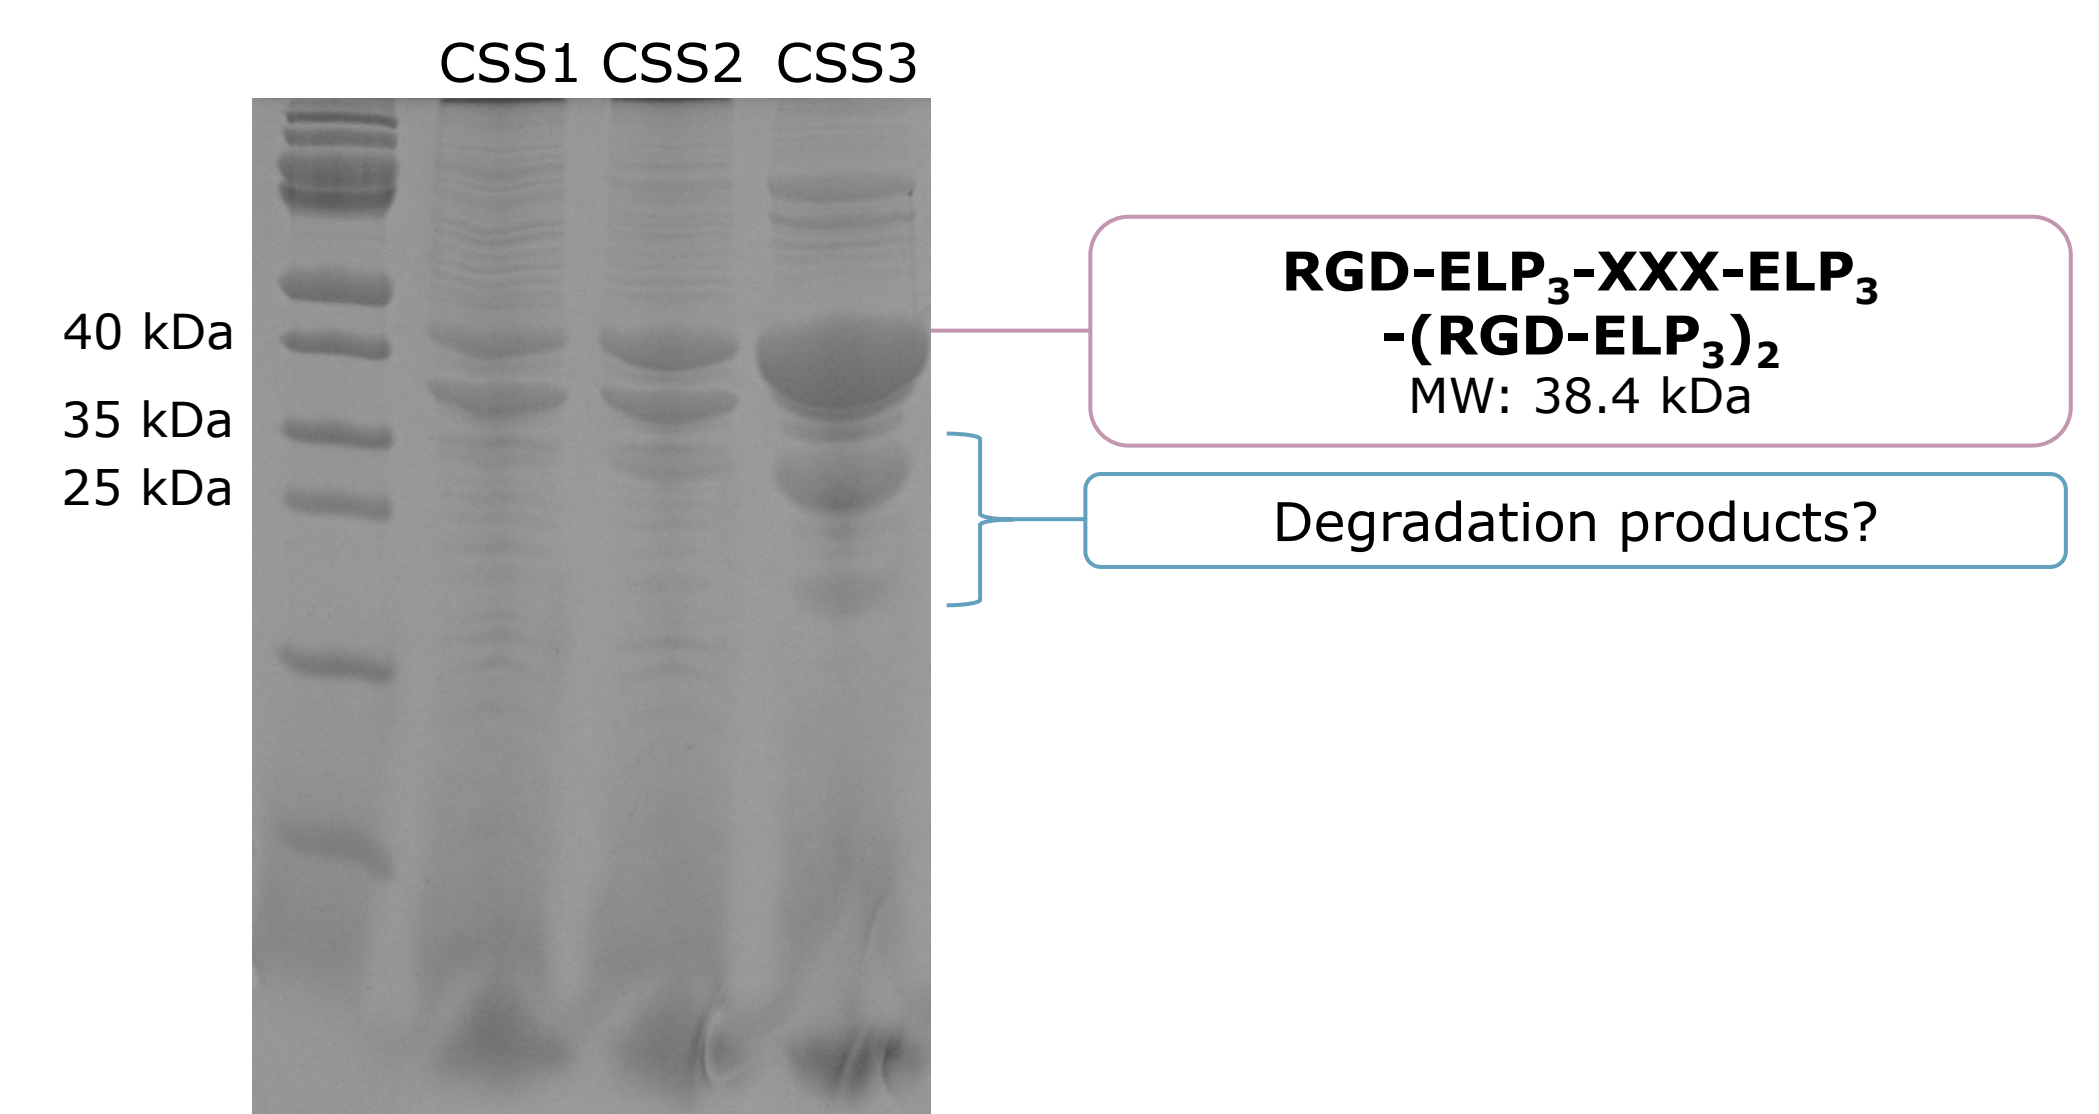 CSS1 CSS2 CSS3
40 kDa
35 kDa
25 kDa
RGD-ELP₃-XXX-ELP₃
-(RGD-ELP₃)₂
MW: 38.4 kDa
Degradation products?